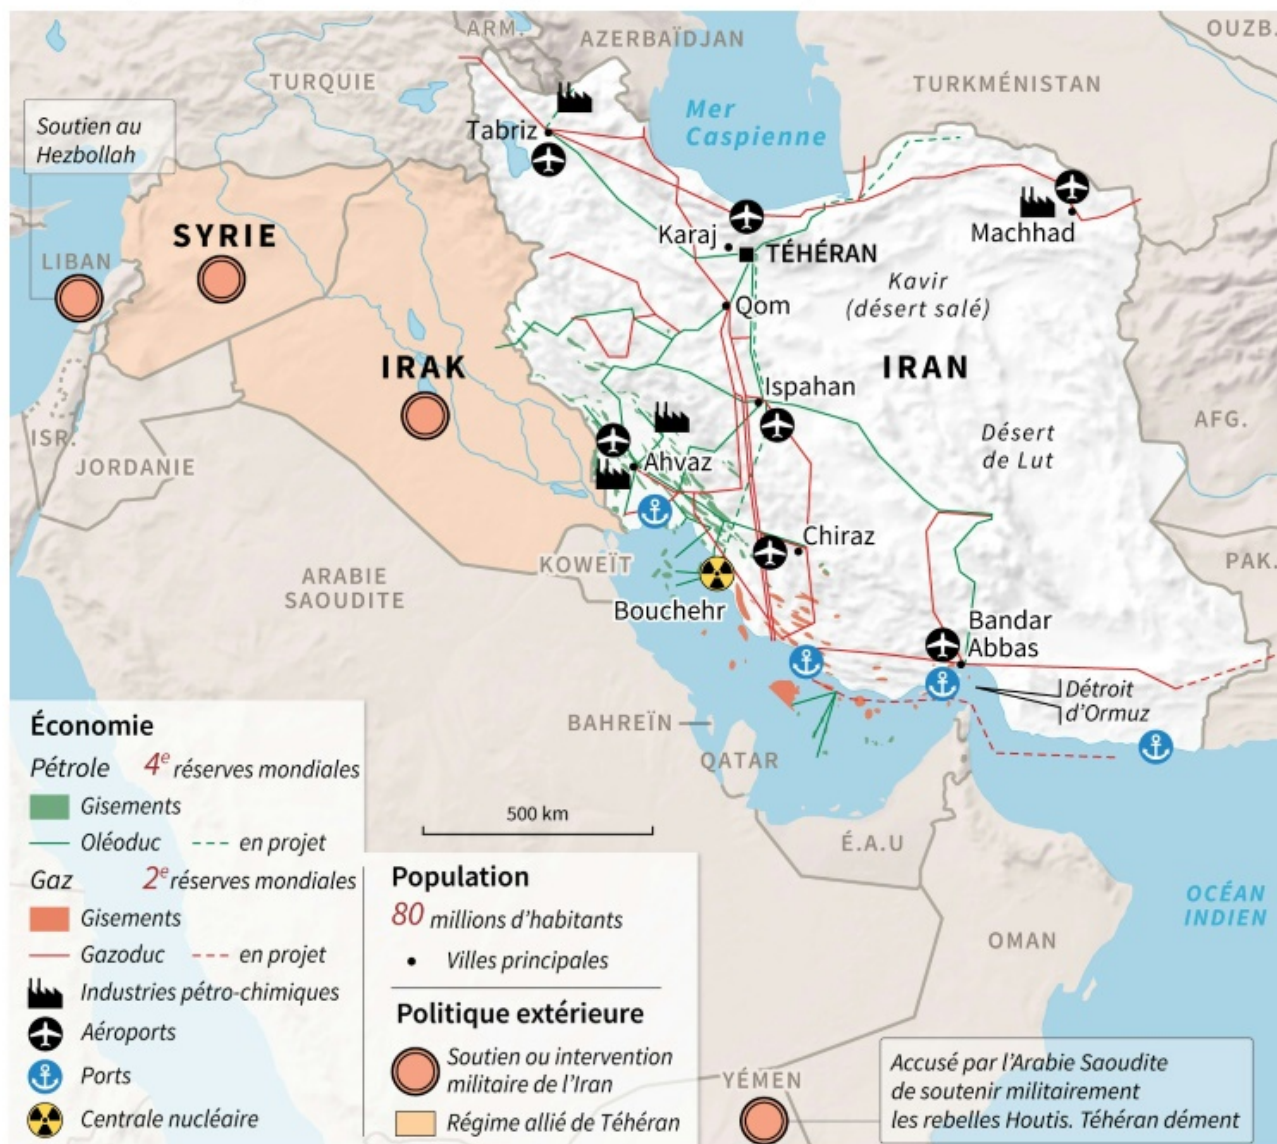 ARM.
AZERBAÏDJAN
OUZB.
TURQUIE
TURKMÉNISTAN
Mer
Caspienne
Soutien au
Hezbollah
Tabriz
SYRIE
LIBAN
Karaj
TÉHÉRAN
Machhad
Kavir
(désert salé)
Qom
IRAK
Ispahan
IRAN
ISR.
JORDANIE
AFG.
Désert
de Lut
Ahvaz
Chiraz
KOWEÏT
PAK.
ARABIE
SAOUDITE
Bouchehr
Bandar
Abbas
Détroit
d'Ormuz
BAHREÏN
QATAR
500 km
É.A.U
OCÉAN
INDIEN
OMAN
YÉMEN
Accusé par l'Arabie Saoudite
de soutenir militairement
les rebelles Houtis. Téhéran dément
Économie
Pétrole 4e réserves mondiales
Gisements
Oléoduc en projet
Gaz 2e réserves mondiales
Gisements
Gazoduc en projet
Industries pétro-chimiques
Aéroports
Ports
Centrale nucléaire
Population
80 millions d'habitants
Villes principales
Politique extérieure
Soutien ou intervention
militaire de l'Iran
Régime allié de Téhéran